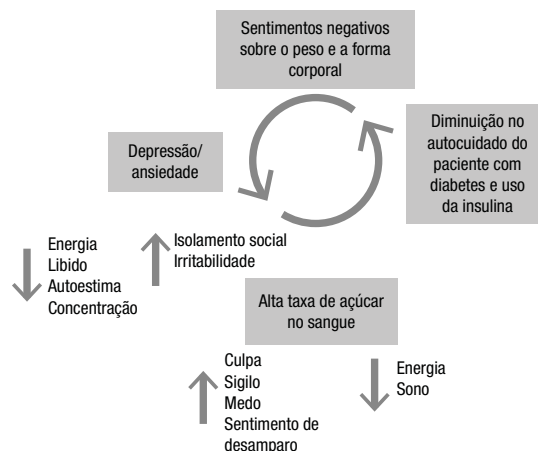 Sentimentos negativos
sobre o peso e a forma
corporal
Diminuição no
autocuidado do
paciente com
diabetes e uso
da insulina
Depressão/
ansiedade
Energia
Libido
Autoestima
Concentração
Isolamento social
Irritabilidade
Alta taxa de açúcar
no sangue
Culpa
Sigilo
Medo
Sentimento de
desamparo
Energia
Sono